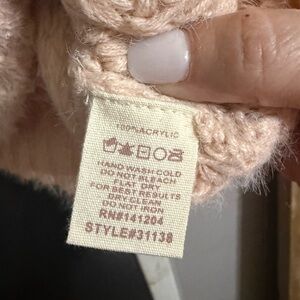 100% ACRYLIC
HAND WASH COLD
DO NOT BLEACH
FLAT DRY
FOR BEST RESULTS
DRY CLEAN
DO NOT IRON
RN#141204
STYLE#31138